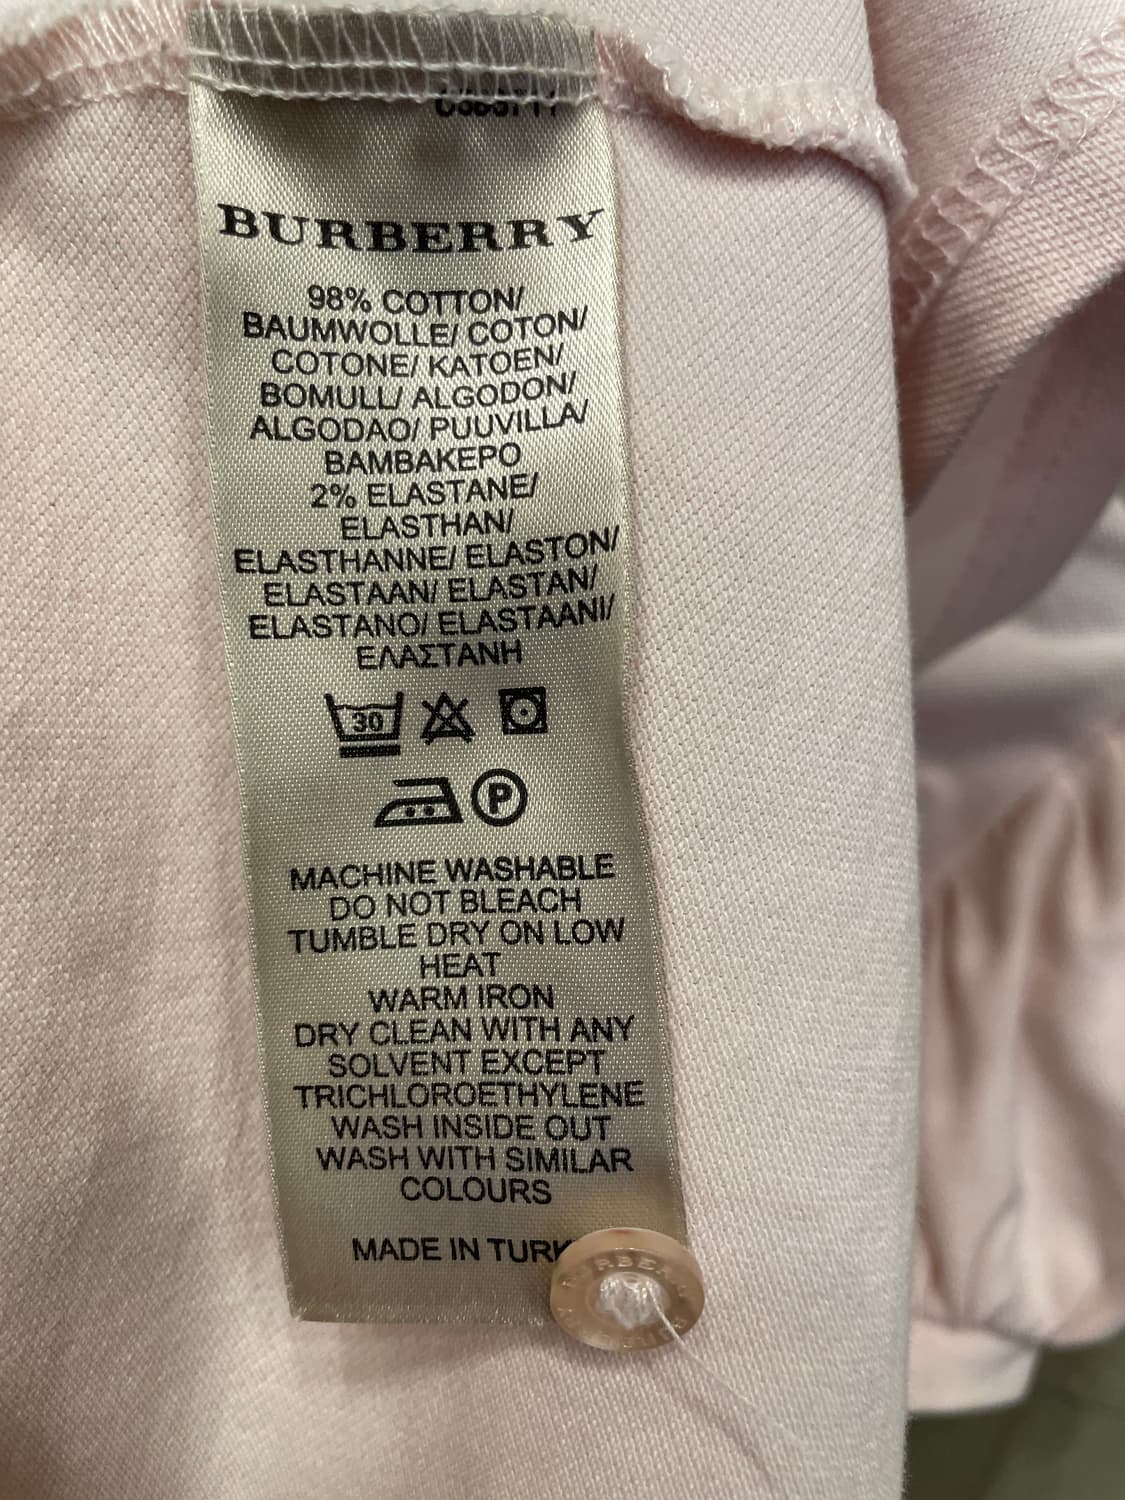 BURBERRY
98% COTTON/
BAUMWOLLE/ COTON/
COTONE/ KATOEN/
BOMULL/ ALGODON/
ALGODAO/ PUUVILLA/
BAMBAKEPO
2% ELASTANE/
ELASTHAN/
ELASTHANNE/ ELASTON/
ELASTAAN/ ELASTAN/
ELASTANO/ ELASTAANI/
ΕΛΑΣΤΑΝΗ
30
P
MACHINE WASHABLE
DO NOT BLEACH
TUMBLE DRY ON LOW
HEAT
WARM IRON
DRY CLEAN WITH ANY
SOLVENT EXCEPT
TRICHLOROETHYLENE
WASH INSIDE OUT
WASH WITH SIMILAR
COLOURS
MADE IN TURK